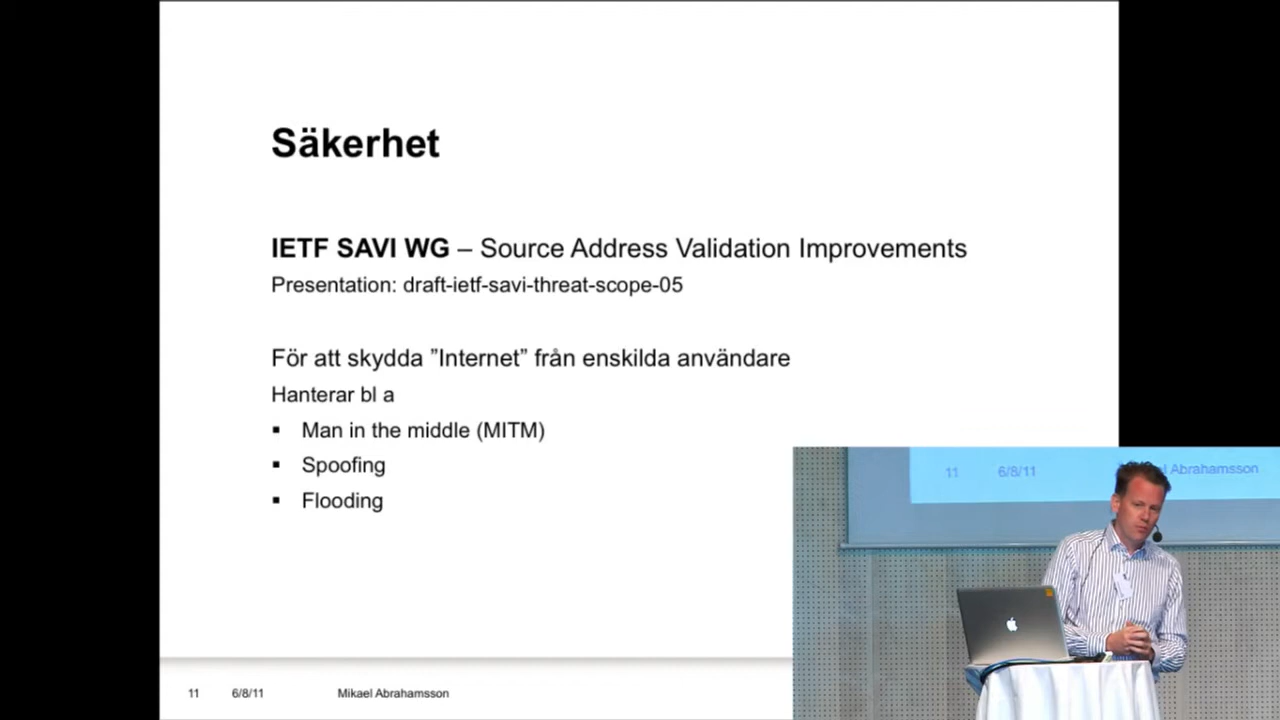 Säkerhet
IETF SAVI WG – Source Address Validation Improvements
Presentation: draft-ietf-savi-threat-scope-05
För att skydda ”Internet” från enskilda användare
Hanterar bl a
▪ Man in the middle (MITM)
▪ Spoofing
▪ Flooding
11 6/8/11 Mikael Abrahamsson
11 6/8/11 Abrahamsson